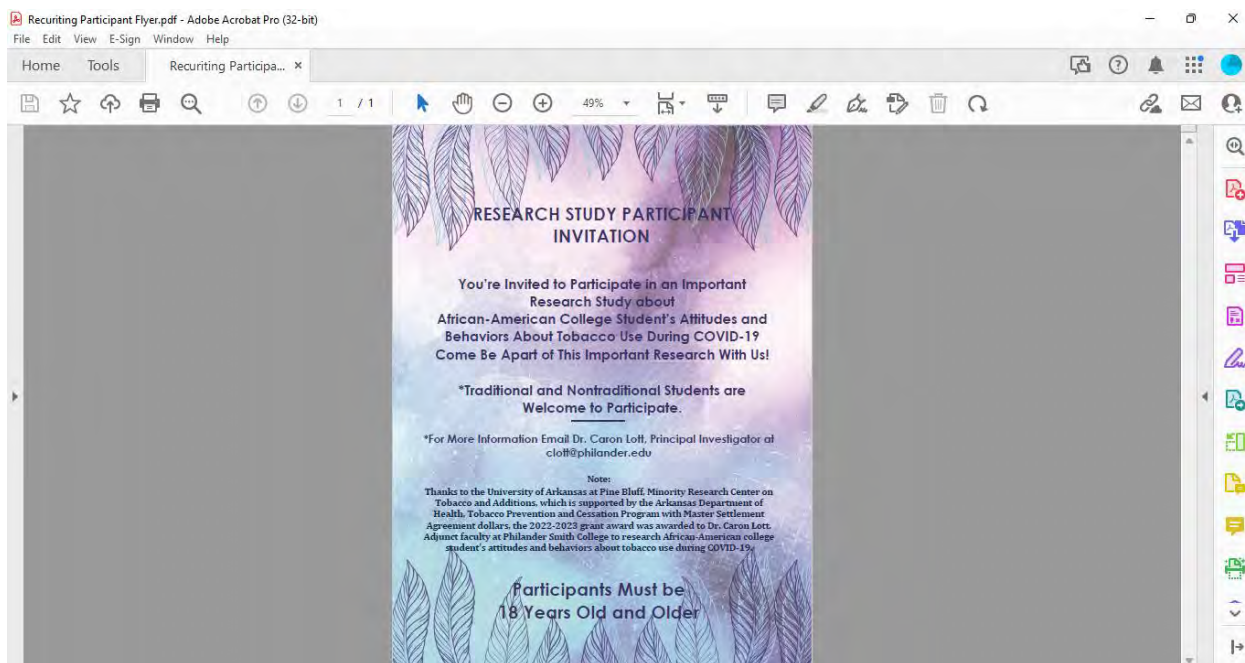 Recuriting Participant Flyer.pdf - Adobe Acrobat Pro (32-bit)
File Edit View E-Sign Window Help
Home Tools Recuriting Participa... ×
1 / 1 49%
RESEARCH STUDY PARTICIPANT
INVITATION
You're Invited to Participate in an Important
Research Study about
African-American College Student's Attitudes and
Behaviors About Tobacco Use During COVID-19
Come Be Apart of This Important Research With Us!
*Traditional and Nontraditional Students are
Welcome to Participate.
*For More Information Email Dr. Caron Lott, Principal Investigator at
clott@philander.edu
Note:
Thanks to the University of Arkansas at Pine Bluff, Minority Research Center on
Tobacco and Additions, which is supported by the Arkansas Department of
Health, Tobacco Prevention and Cessation Program with Master Settlement
Agreement dollars, the 2022-2023 grant award was awarded to Dr. Caron Lott.
Adjunct faculty at Philander Smith College to research African-American college
student's attitudes and behaviors about tobacco use during COVID-19.
Participants Must be
18 Years Old and Older